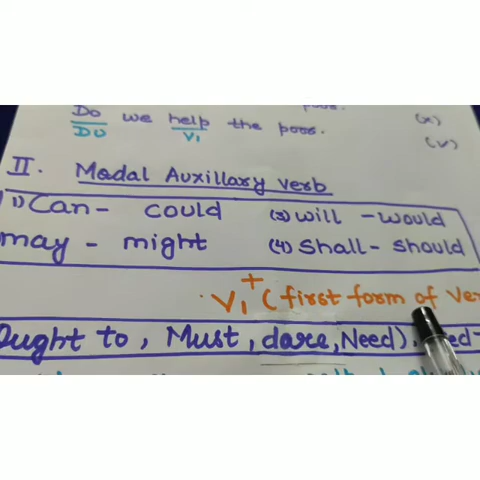 (x)
Do we help the poor.
DO V1 (v)
II. Modal Auxillary verb
1) Can - could (3) will - would
may - might (4) Shall - should
+
V1 (first form of ver
Ought to, Must, dare, Need).